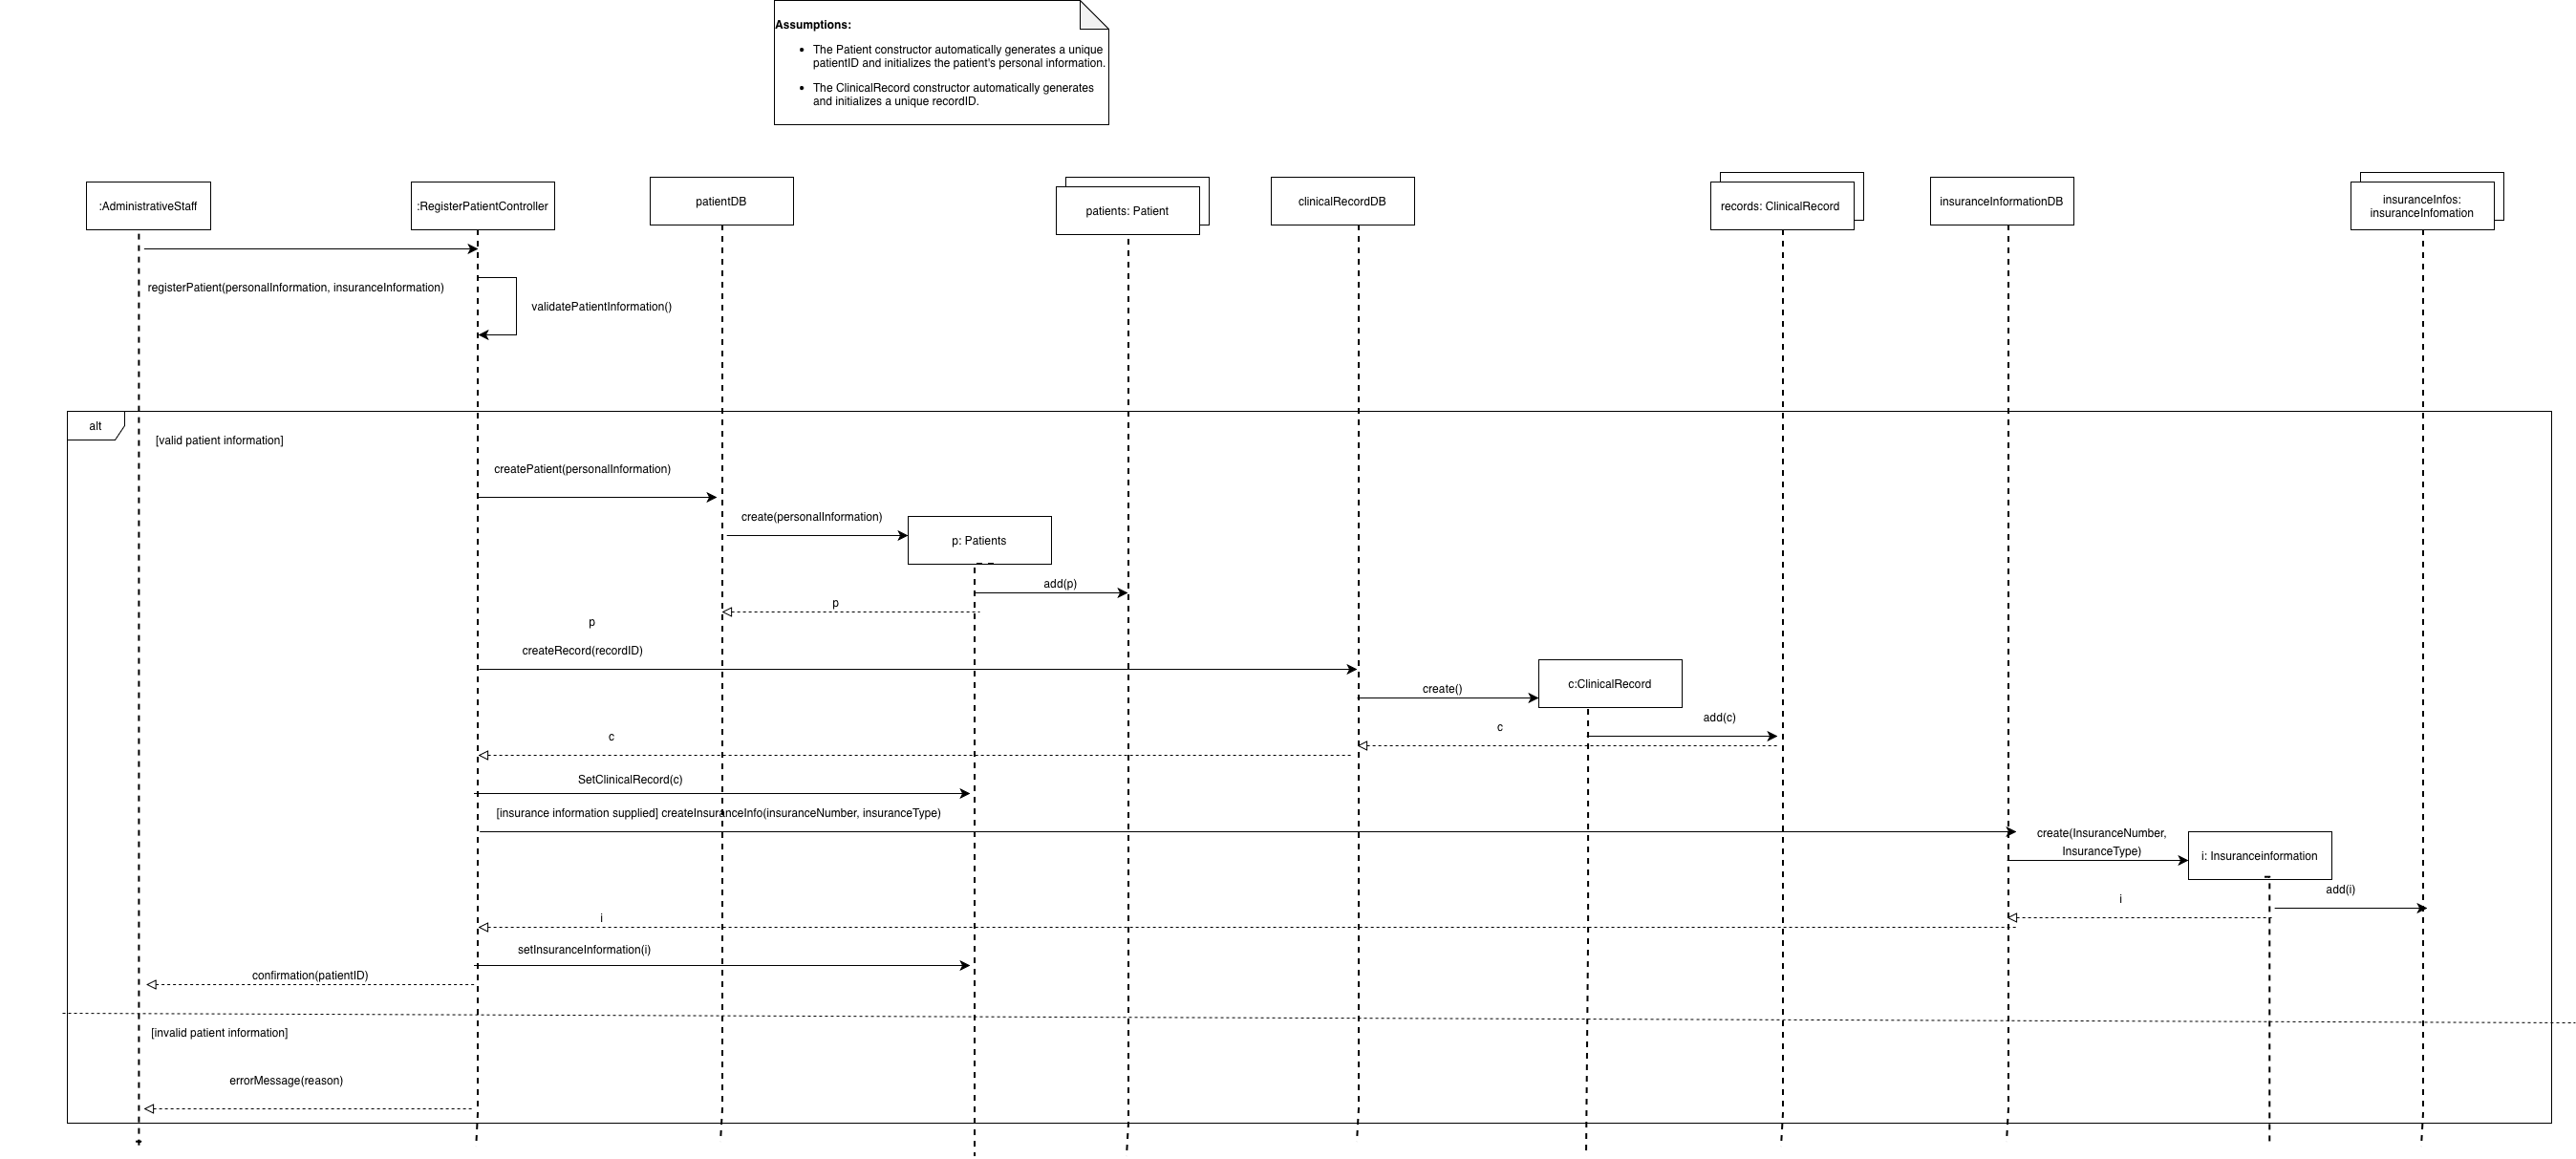 Assumptions:
• The Patient constructor automatically generates a unique
patientID and initializes the patient's personal information.
• The ClinicalRecord constructor automatically generates
and initializes a unique recordID.
:AdministrativeStaff
:RegisterPatientController
patientDB
patients: Patient
clinicalRecordDB
records: ClinicalRecord
insuranceInformationDB
insuranceInfos:
insuranceInfomation
registerPatient(personalInformation, insuranceInformation)
validatePatientInformation()
alt
[valid patient information]
createPatient(personalInformation)
create(personalInformation)
p: Patients
add(p)
p
p
createRecord(recordID)
create()
c:ClinicalRecord
add(c)
c
c
SetClinicalRecord(c)
[insurance information supplied] createInsuranceInfo(insuranceNumber, insuranceType)
create(InsuranceNumber,
InsuranceType)
i: Insuranceinformation
add(i)
i
i
setInsuranceInformation(i)
confirmation(patientID)
[invalid patient information]
errorMessage(reason)